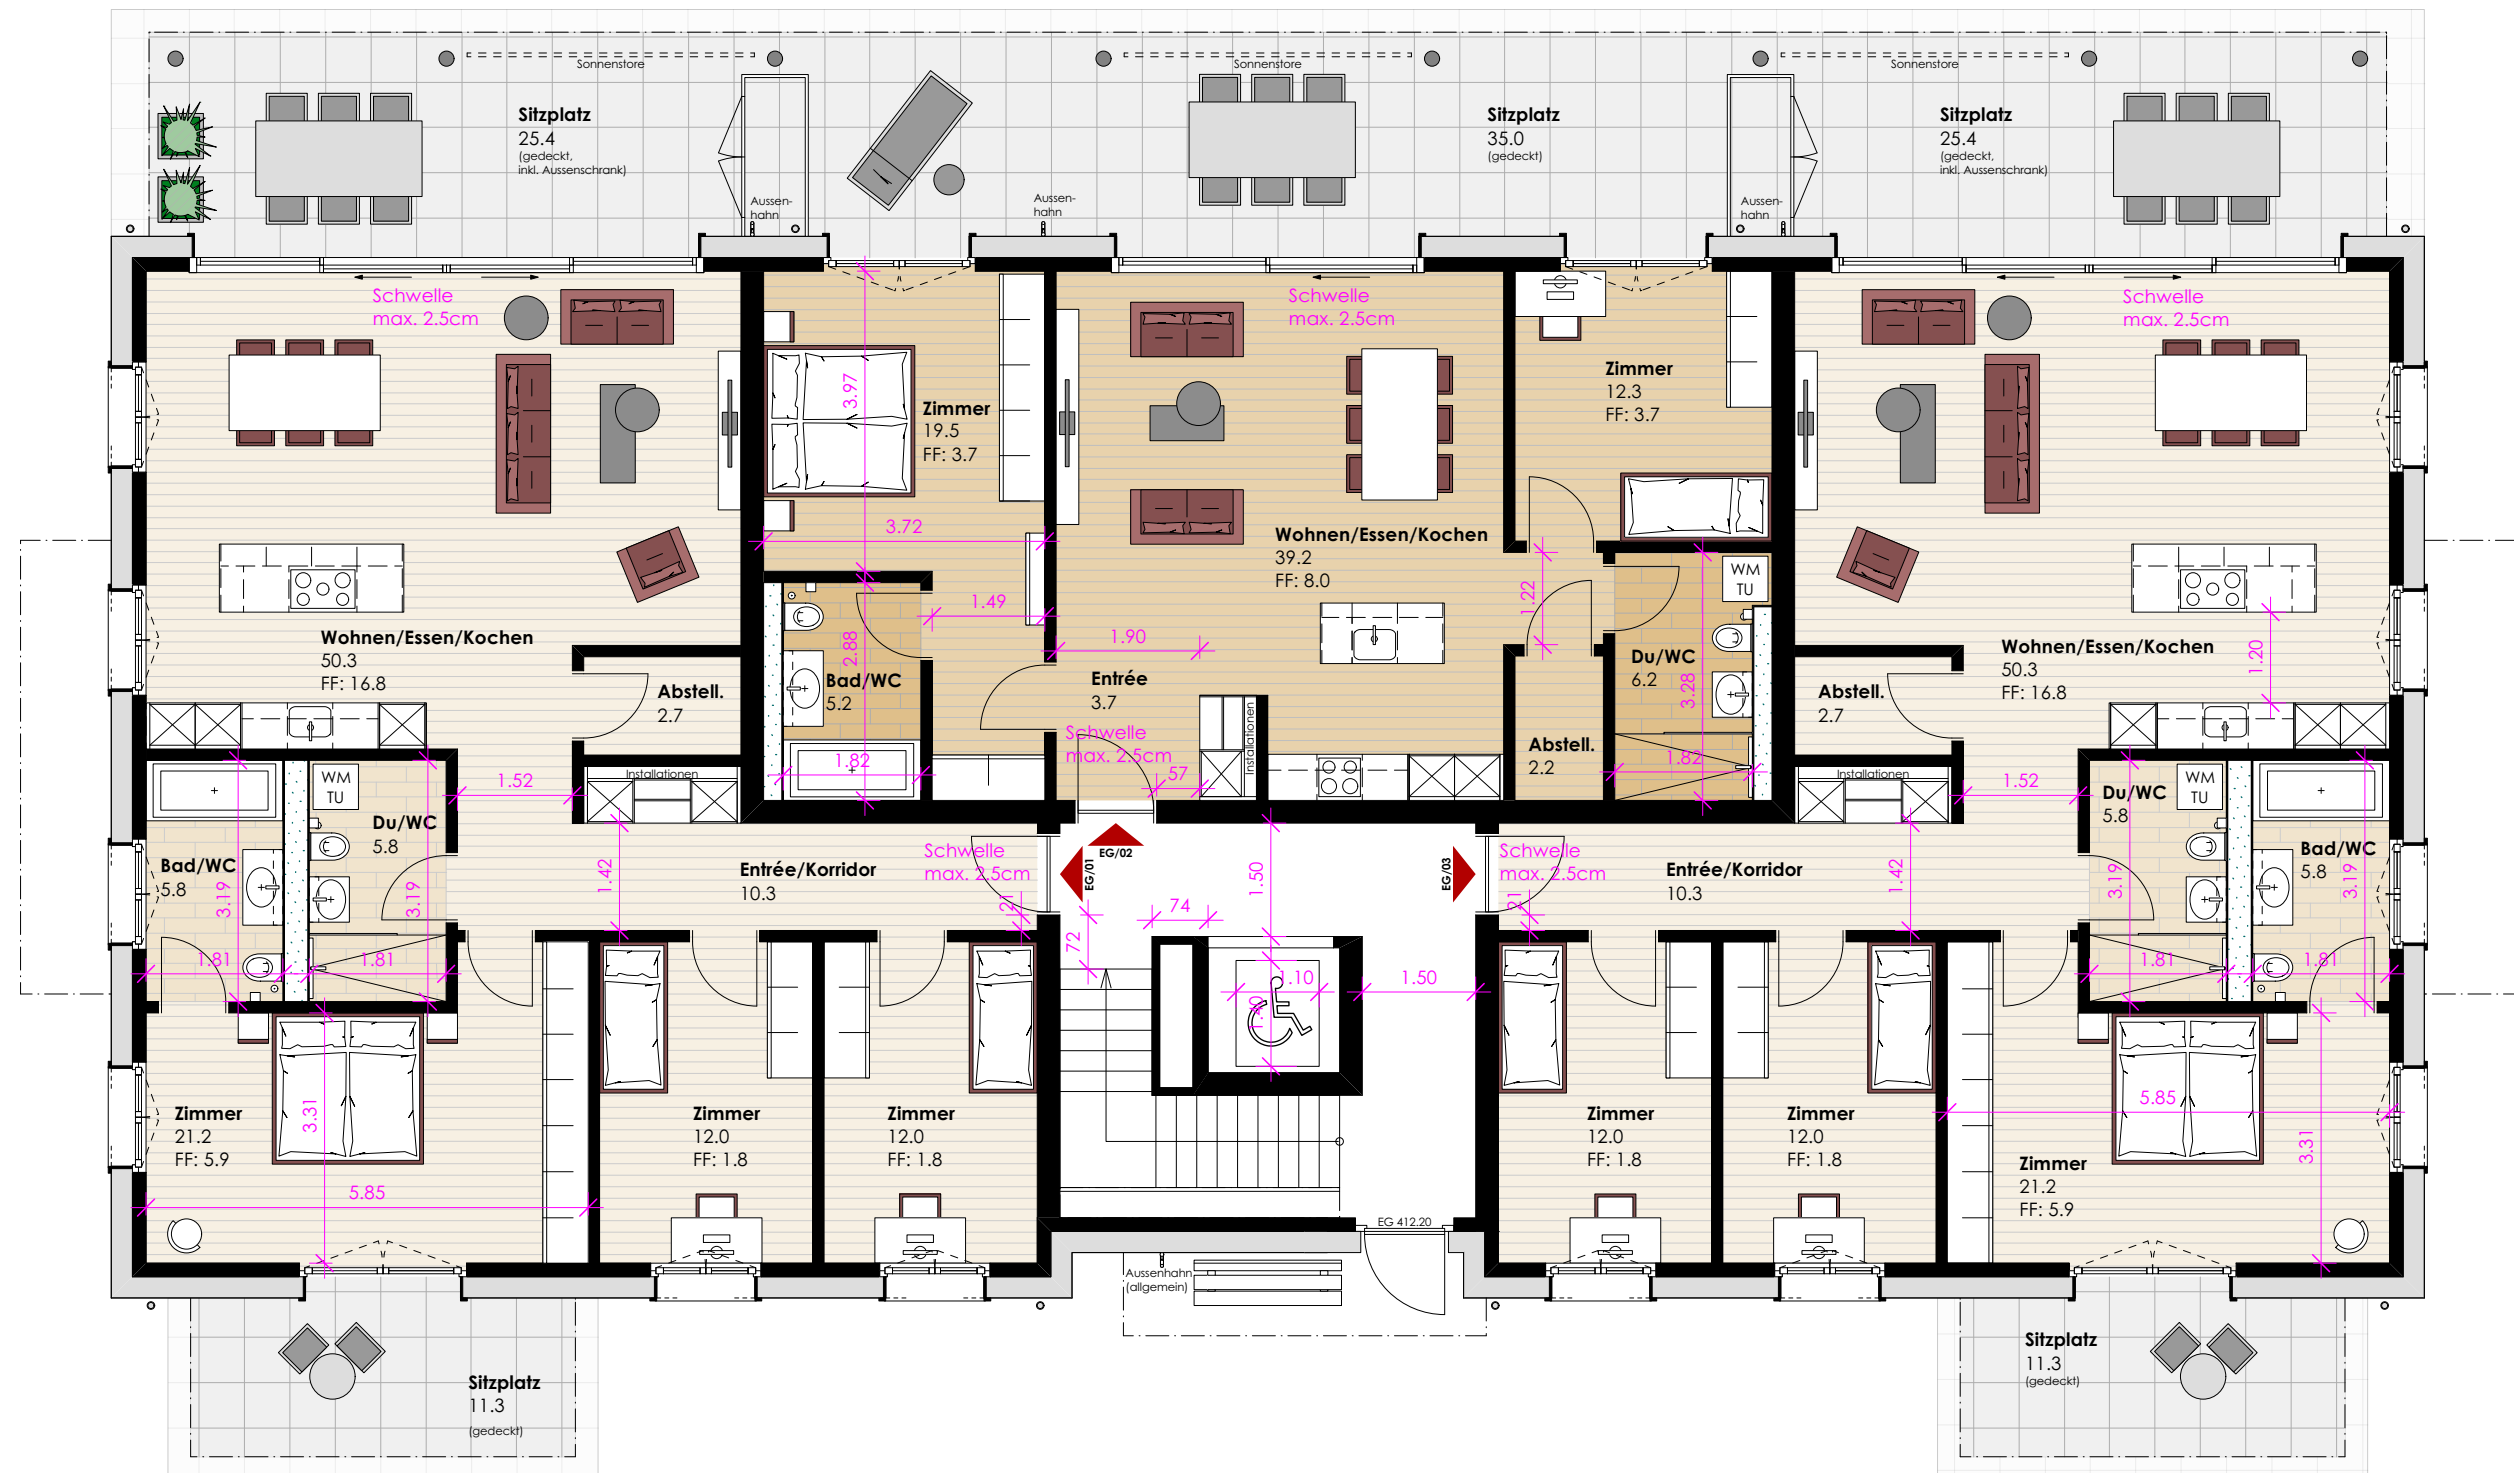 Sonnenstore
Sonnenstore
Sonnenstore
Sitzplatz
25.4
(gedeckt,
inkl. Aussenschrank)
Sitzplatz
35.0
(gedeckt)
Sitzplatz
25.4
(gedeckt,
inkl. Aussenschrank)
Aussen-
hahn
Aussen-
hahn
Aussen-
hahn
Schwelle
max. 2.5cm
Schwelle
max. 2.5cm
Schwelle
max. 2.5cm
3.97
Zimmer
19.5
FF: 3.7
Zimmer
12.3
FF: 3.7
3.72
Wohnen/Essen/Kochen
39.2
FF: 8.0
WM
TU
1.22
1.49
1.90
2.88
Wohnen/Essen/Kochen
50.3
FF: 16.8
Abstell.
2.7
Bad/WC
5.2
Entrée
3.7
Du/WC
6.2
3.28
Wohnen/Essen/Kochen
50.3
FF: 16.8
1.20
Abstell.
2.7
Schwelle
max. 2.5cm
Installationen
Abstell.
2.2
1.82
57
1.82
WM
TU
1.52
Installationen
Installationen
1.52
WM
TU
Du/WC
5.8
Bad/WC
5.8
3.19
3.19
1.42
Entrée/Korridor
10.3
Schwelle
max. 2.5cm
21
EG/01
EG/02
EG/03
1.50
Schwelle
max. 2.5cm
21
Entrée/Korridor
10.3
1.42
Du/WC
5.8
Bad/WC
5.8
3.19
3.19
74
72
1.81
1.81
1.10
1.40
1.50
1.81
1.81
Zimmer
21.2
FF: 5.9
3.31
5.85
Zimmer
12.0
FF: 1.8
Zimmer
12.0
FF: 1.8
Zimmer
12.0
FF: 1.8
Zimmer
12.0
FF: 1.8
5.85
Zimmer
21.2
FF: 5.9
3.31
EG 412.20
Aussenhahn
(allgemein)
Sitzplatz
11.3
(gedeckt)
Sitzplatz
11.3
(gedeckt)